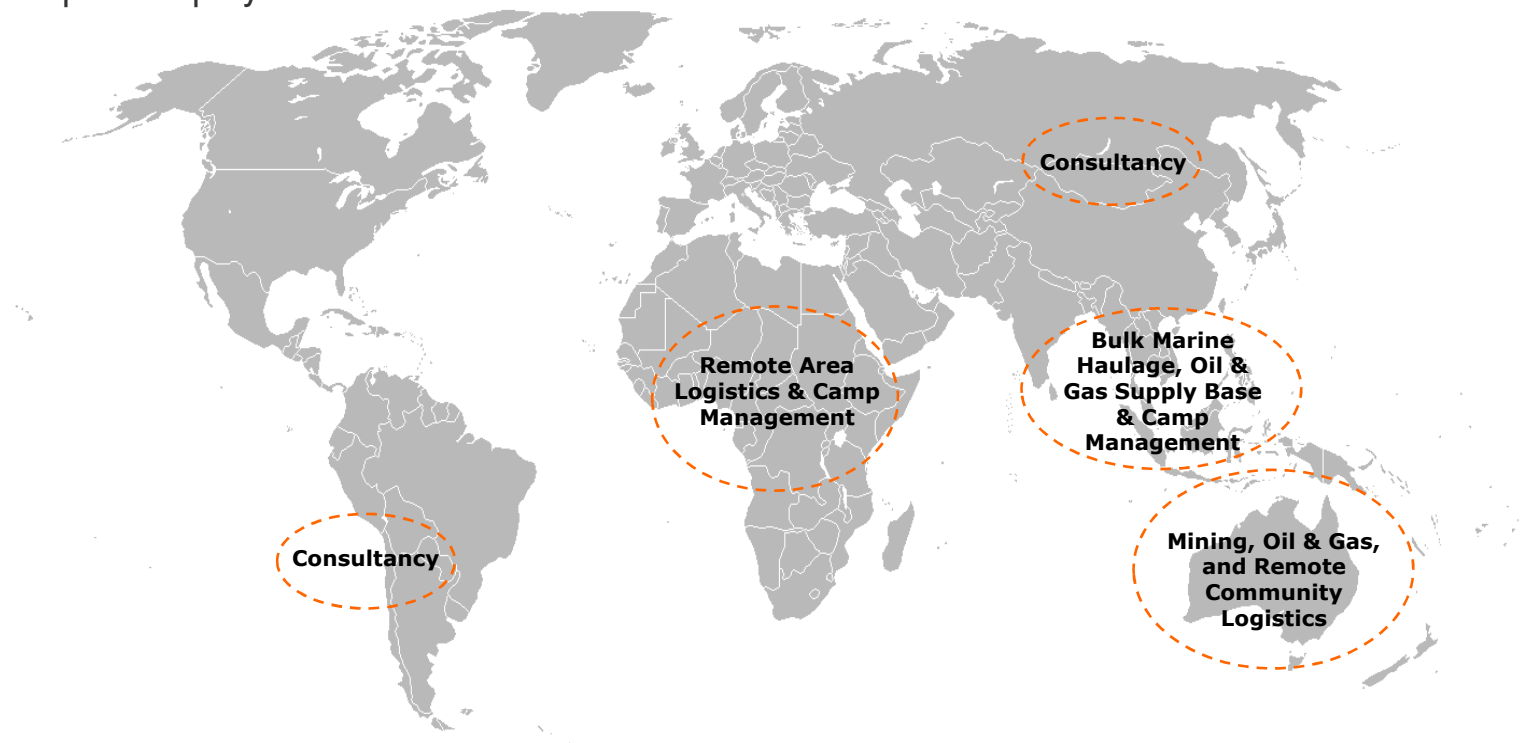 Consultancy
Remote Area
Logistics & Camp
Management
Bulk Marine
Haulage, Oil &
Gas Supply Base
& Camp
Management
Consultancy
Mining, Oil & Gas,
and Remote
Community
Logistics